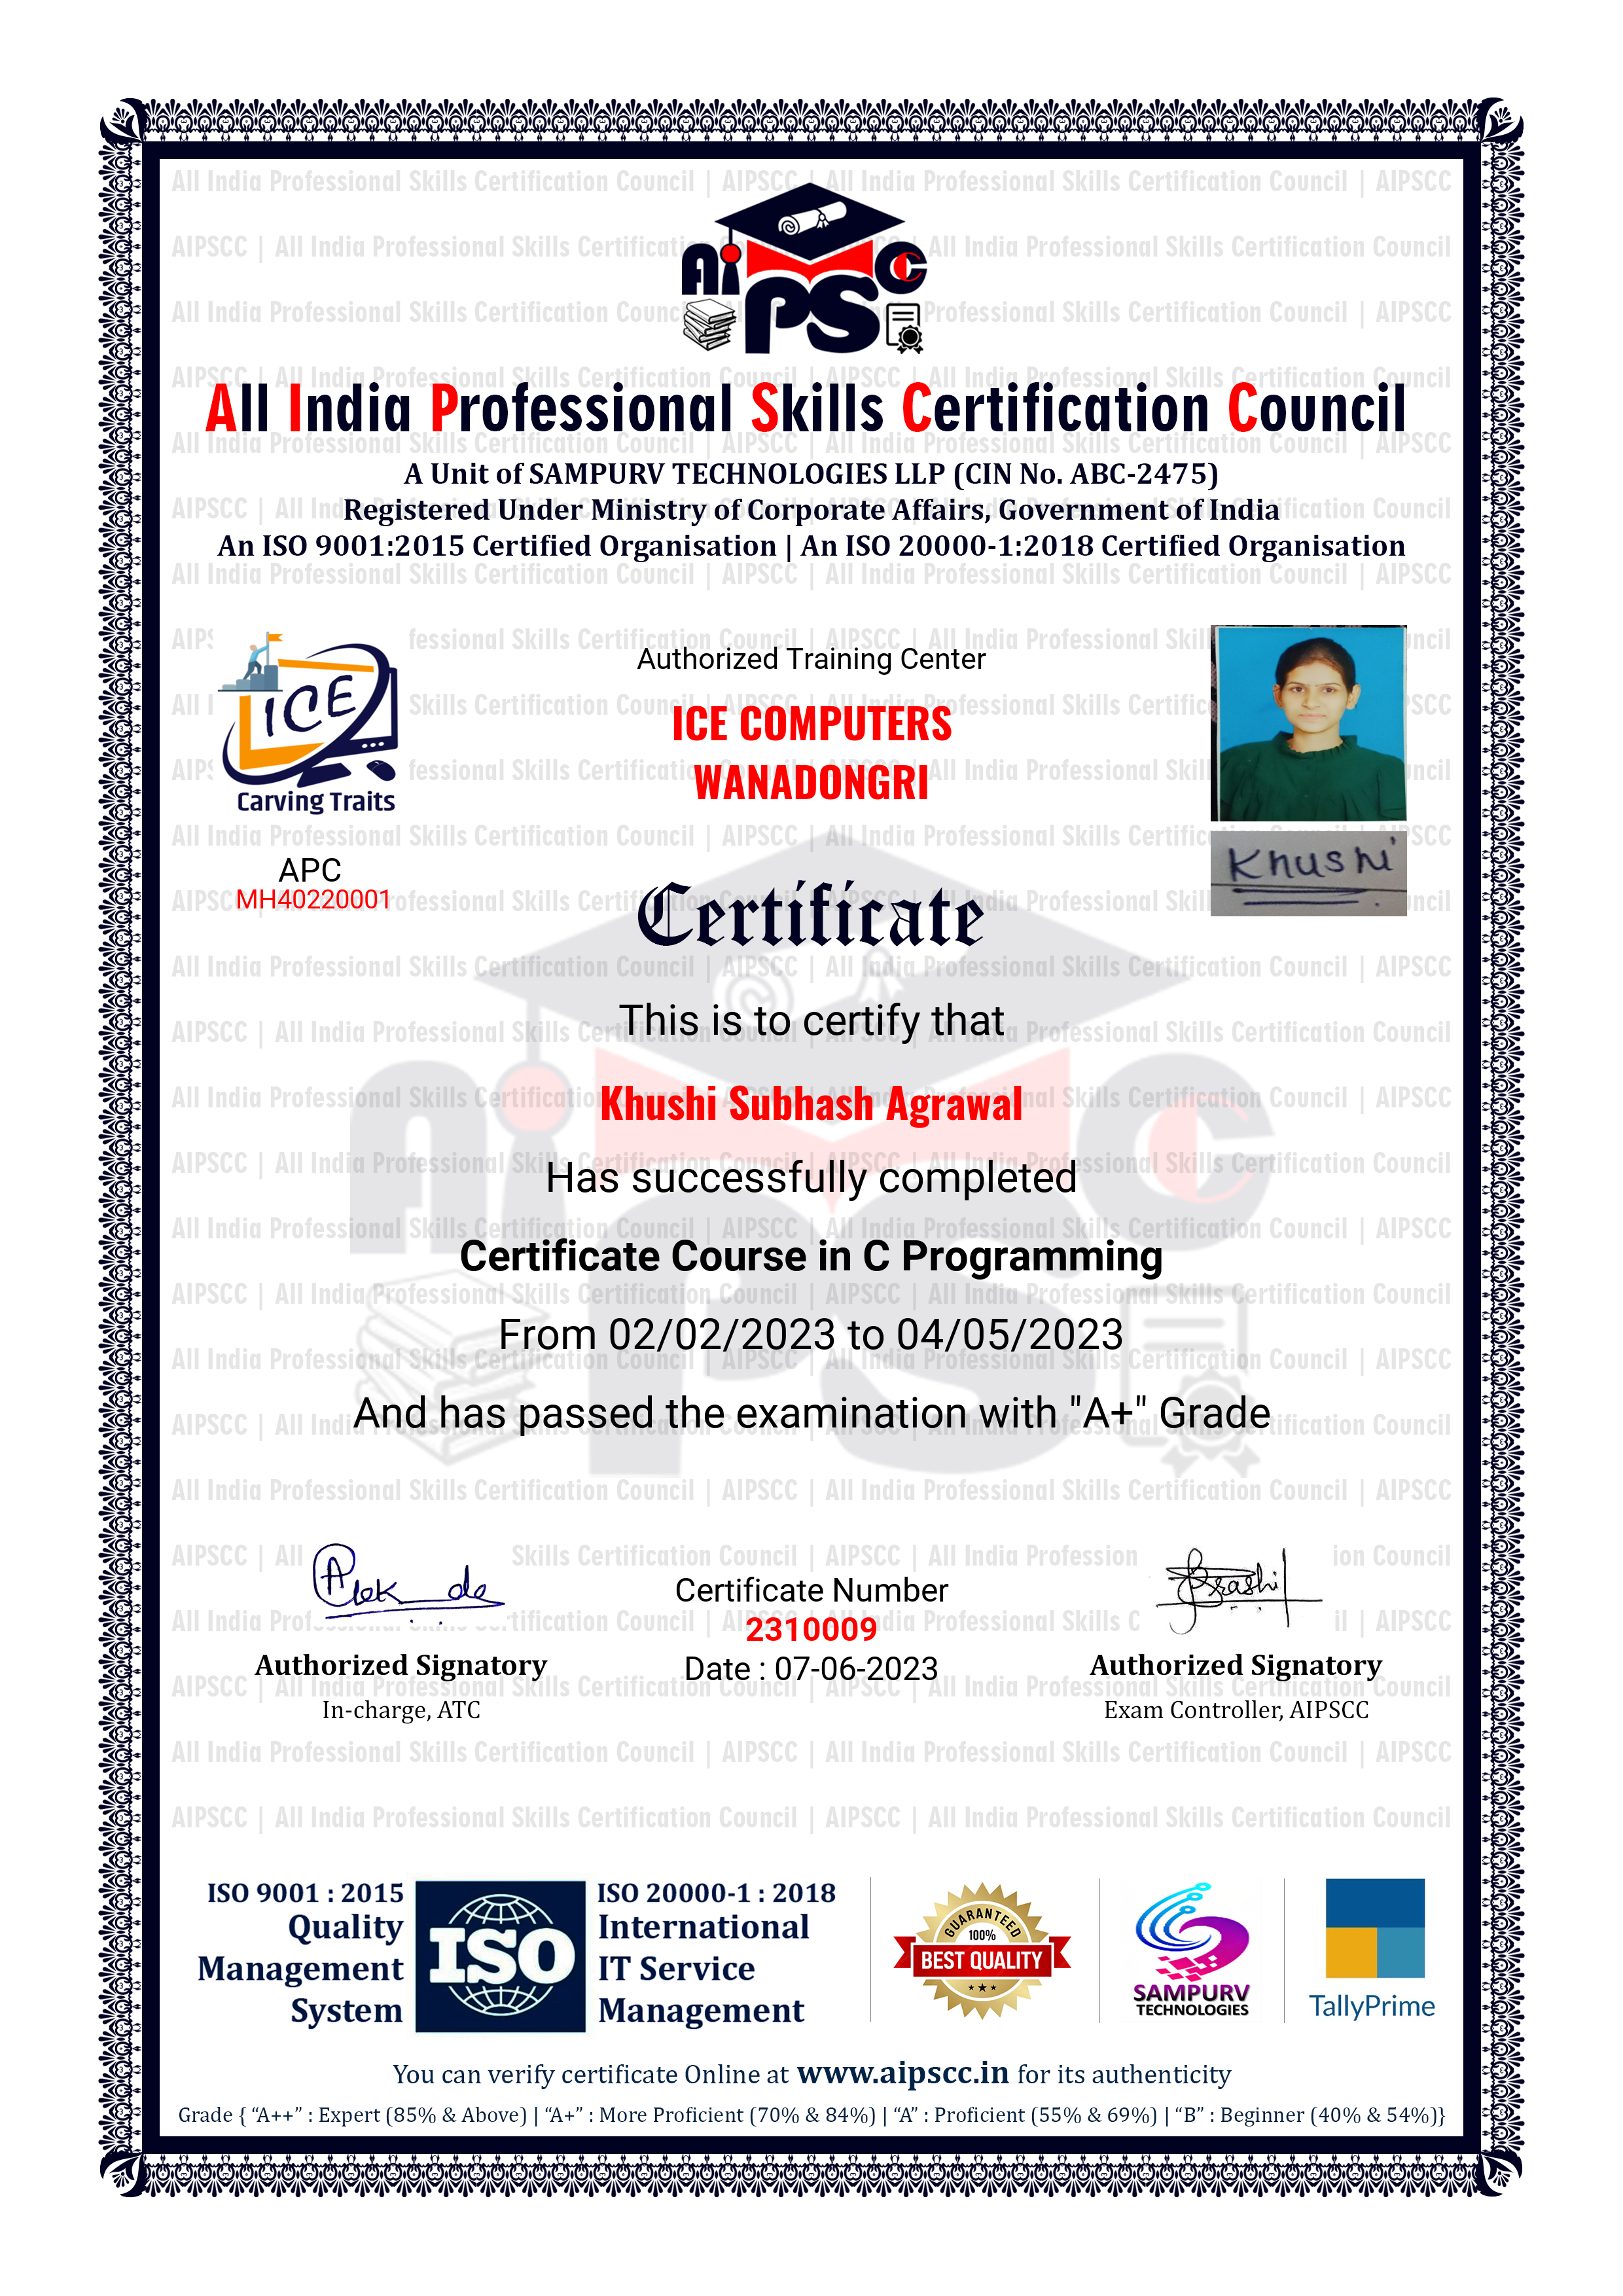 AiPSCC
All India Professional Skills Certification Council
A Unit of SAMPURV TECHNOLOGIES LLP (CIN No. ABC-2475)
Registered Under Ministry of Corporate Affairs, Government of India
An ISO 9001:2015 Certified Organisation | An ISO 20000-1:2018 Certified Organisation
ICE
Carving Traits
APC
MH40220001
Authorized Training Center
ICE COMPUTERS
WANADONGRI
Khushi
Certificate
This is to certify that
Khushi Subhash Agrawal
Has successfully completed
Certificate Course in C Programming
From 02/02/2023 to 04/05/2023
And has passed the examination with "A+" Grade
Authorized Signatory
In-charge, ATC
Certificate Number
2310009
Date : 07-06-2023
Authorized Signatory
Exam Controller, AIPSCC
ISO 9001 : 2015
Quality
Management
System
ISO
ISO 20000-1 : 2018
International
IT Service
Management
GUARANTEED
100%
BEST QUALITY
SAMPURV
TECHNOLOGIES
TallyPrime
You can verify certificate Online at www.aipscc.in for its authenticity
Grade { “A++” : Expert (85% & Above) | “A+” : More Proficient (70% & 84%) | “A” : Proficient (55% & 69%) | “B” : Beginner (40% & 54%)}